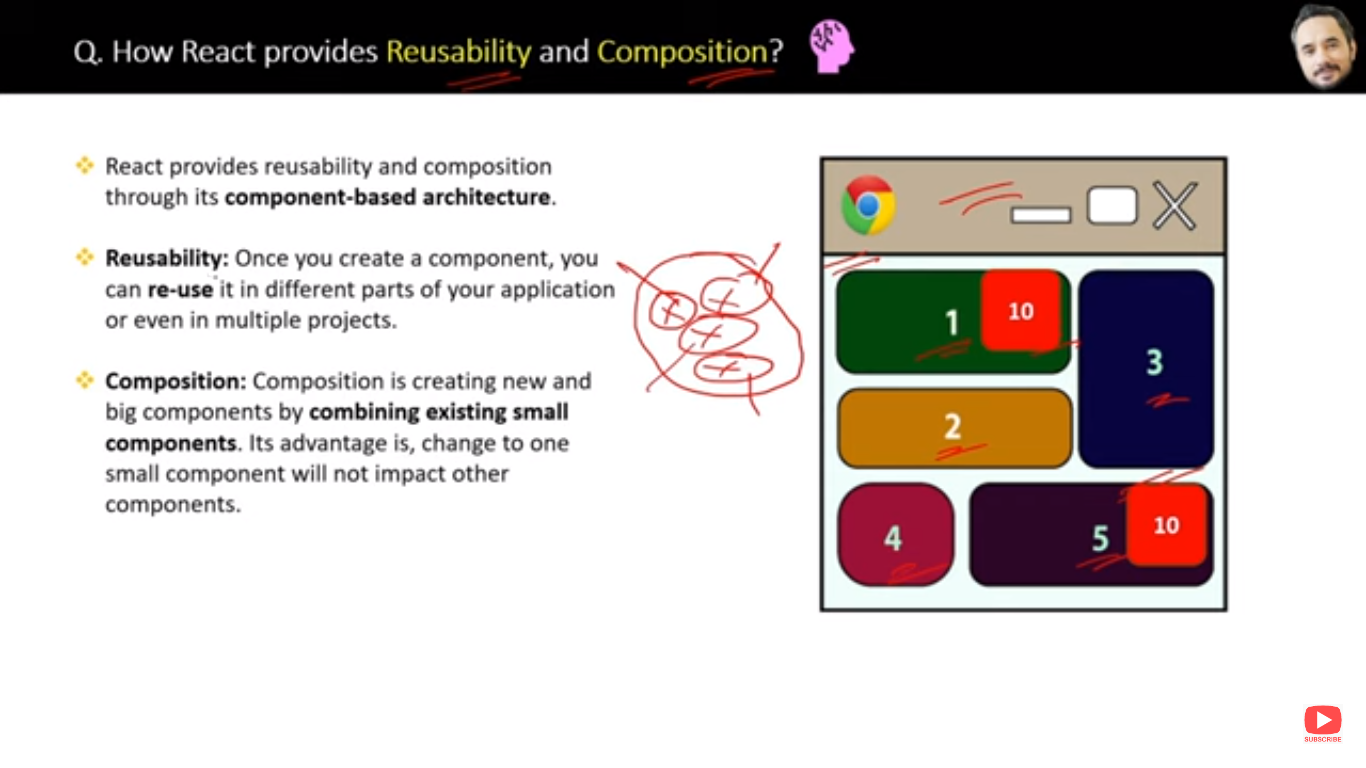 Q. How React provides Reusability and Composition?
React provides reusability and composition
through its component-based architecture.
Reusability: Once you create a component, you
can re-use it in different parts of your application
or even in multiple projects.
Composition: Composition is creating new and
big components by combining existing small
components. Its advantage is, change to one
small component will not impact other
components.
1
10
3
2
4
5
10
SUBSCRIBE